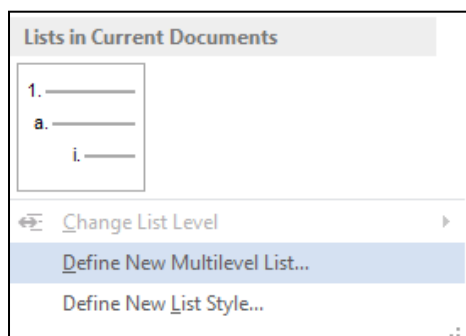 Lists in Current Documents
1.
a.
i.
Change List Level
Define New Multilevel List...
Define New List Style...